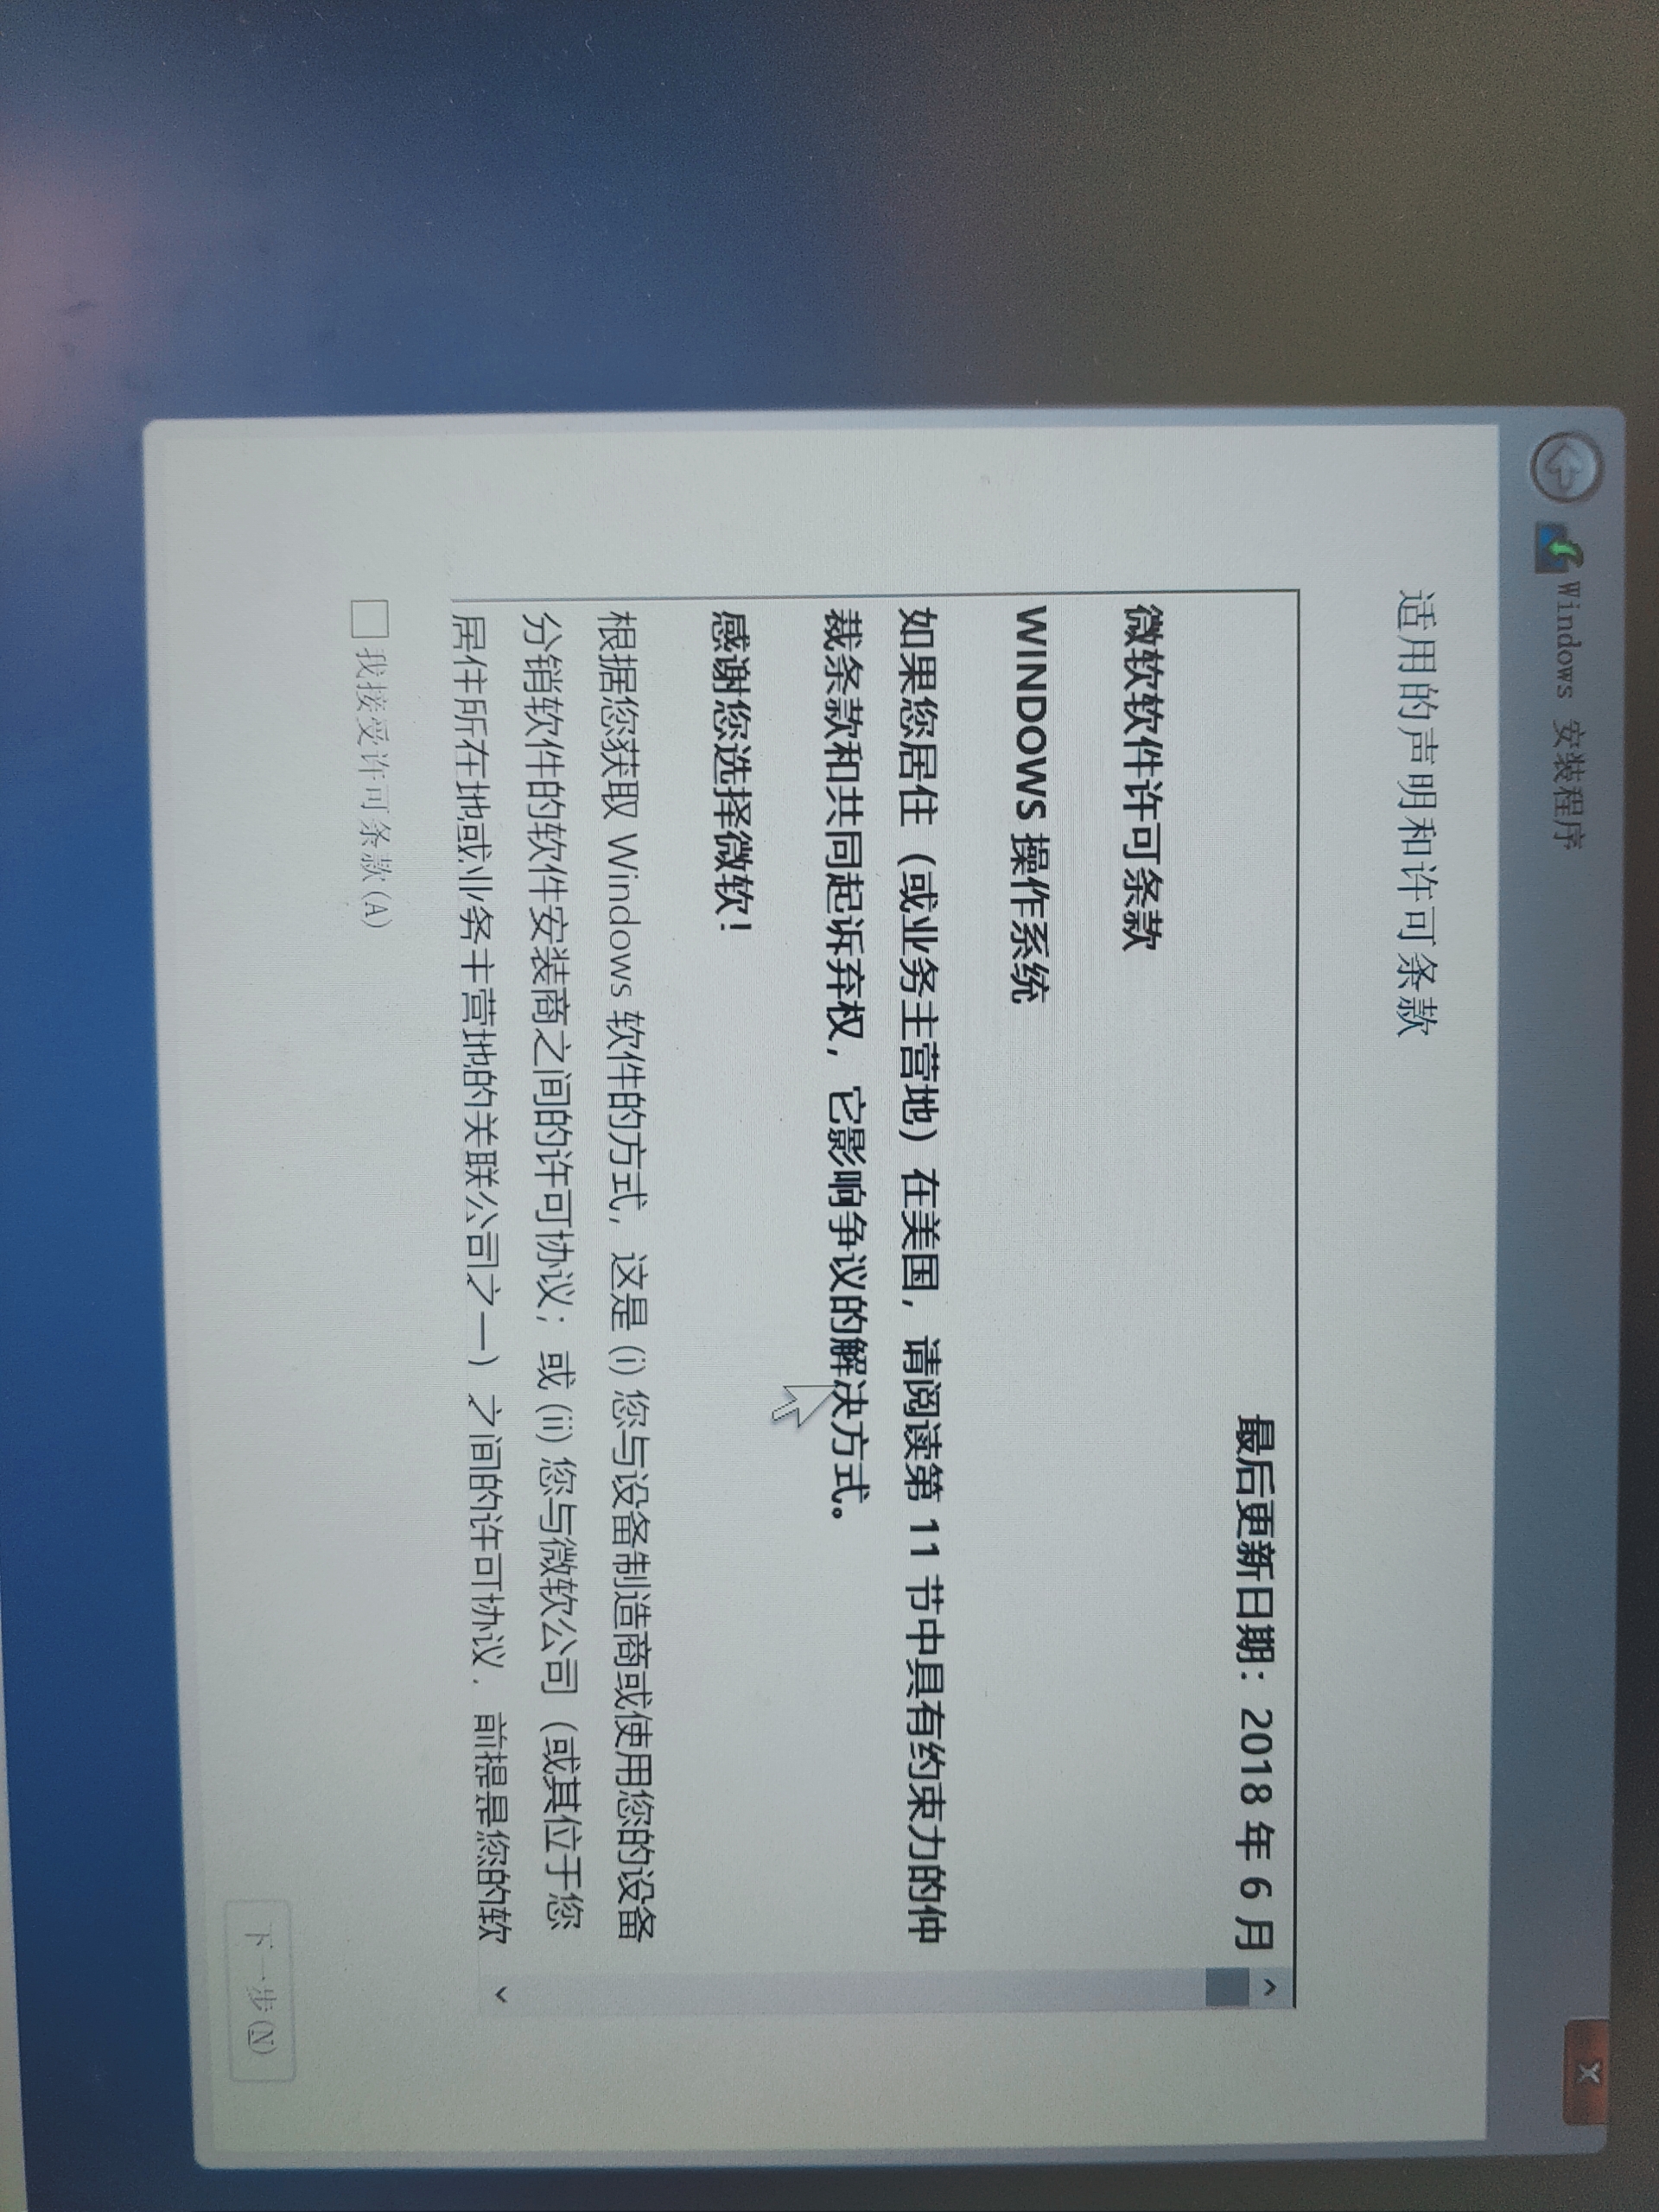 Windows 安装程序
适用的声明和许可条款
最后更新日期：2018 年 6 月
微软软件许可条款
WINDOWS 操作系统
如果您居住（或业务主营地）在美国，请阅读第 11 节中具有约束力的仲
裁条款和共同起诉弃权，它影响争议的解决方式。
感谢您选择微软！
根据您获取 Windows 软件的方式，这是 (i) 您与设备制造商或使用您的设备
分销软件的软件安装商之间的许可协议；或 (ii) 您与微软公司（或其位于您
居住所在地或业务主营地的关联公司之一）之间的许可协议，前提是您的软
我接受许可条款(A)
下一步(N)